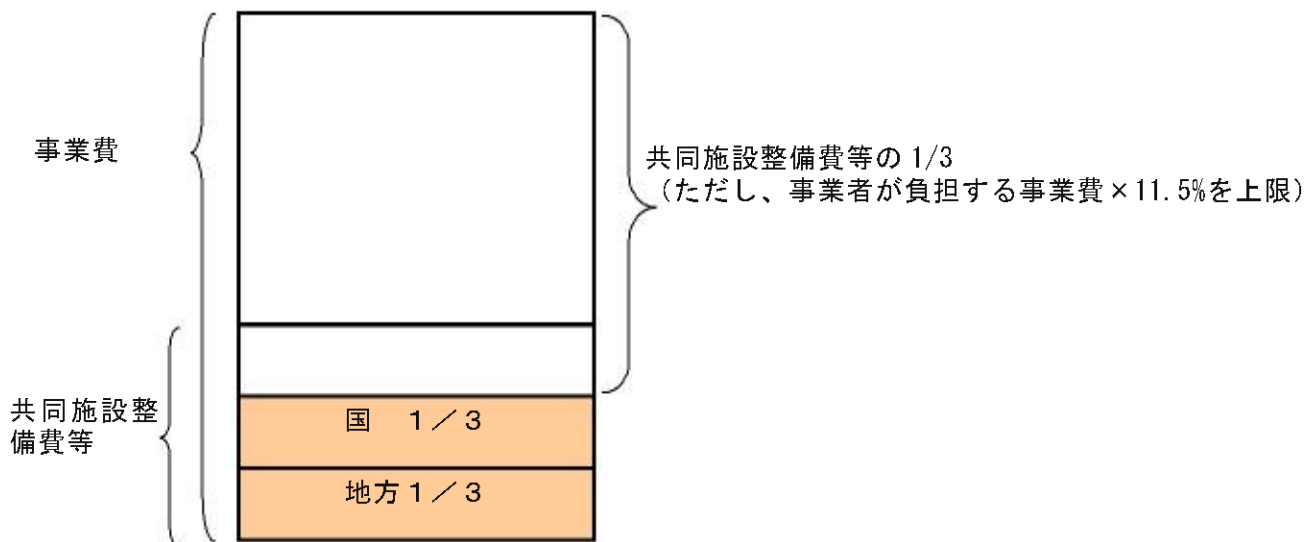 事業費
共同施設整備費等の 1/3
(ただし、事業者が負担する事業費×11.5%を上限)
共同施設整
備費等
国 1/3
地方1/3